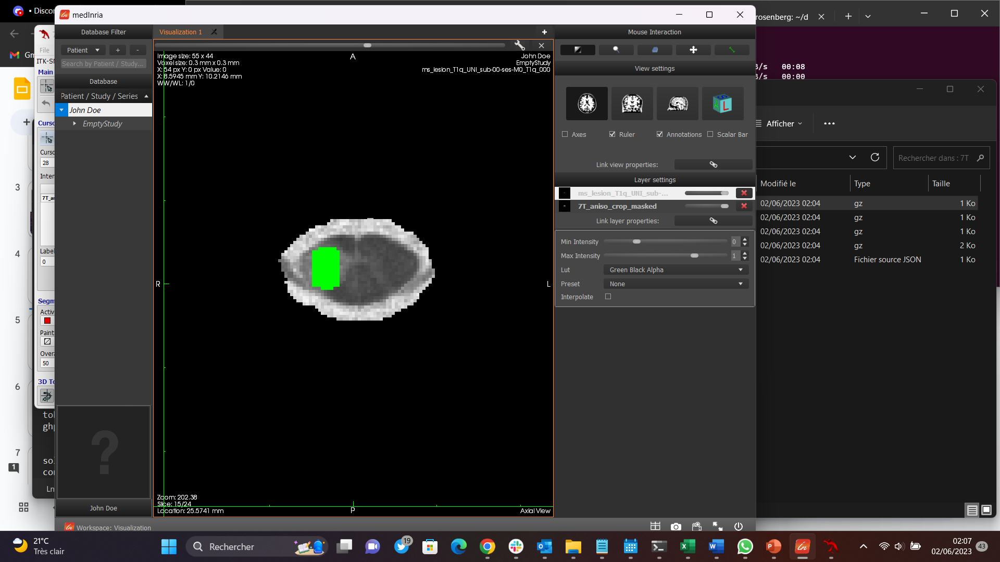 • Discor
medInria
rosenberg: ~/d
Gm
File
ITK-SN
Main
Curso
Curso
28
Inten
7T_an
Label
0
Segm
Activ
Paint
Overa
50
3D To
3
4
5
6
7
1
tol
ghp
so
con
Ln
Database Filter
Patient
+
-
Search by Patient / Study...
Database
Patient / Study / Series
John Doe
EmptyStudy
?
John Doe
Workspace: Visualization
Visualization 1
Image size: 55 x 44
Voxel size: 0.3 mm x 0.3 mm
X: 54 px Y: 0 px Value: 0
X: 8.5945 mm Y: 10.2146 mm
WW/WL: 1/0
A
John Doe
EmptyStudy
ms_lesion_T1q_UNI_sub-00-ses-M0_T1q_000
R
L
Zoom: 202.38
Slice: 15/24
Location: 25.5741 mm
P
Axial View
Mouse Interaction
View settings
Axes
Ruler
Annotations
Scalar Bar
Link view properties:
Layer settings
ms_lesion_T1q_UNI_sub-...
7T_aniso_crop_masked
Link layer properties:
Min Intensity
0
Max Intensity
1
Lut
Green Black Alpha
Preset
None
Interpolate
B/s 00:08
B/s 00:00
Afficher
Rechercher dans : 7T
Modifié le
Type
Taille
02/06/2023 02:04 gz 1 Ko
02/06/2023 02:04 gz 1 Ko
02/06/2023 02:04 gz 1 Ko
02/06/2023 02:04 gz 2 Ko
02/06/2023 02:04 Fichier source JSON 1 Ko
21°C
Très clair
Rechercher
19
02:07
02/06/2023
43